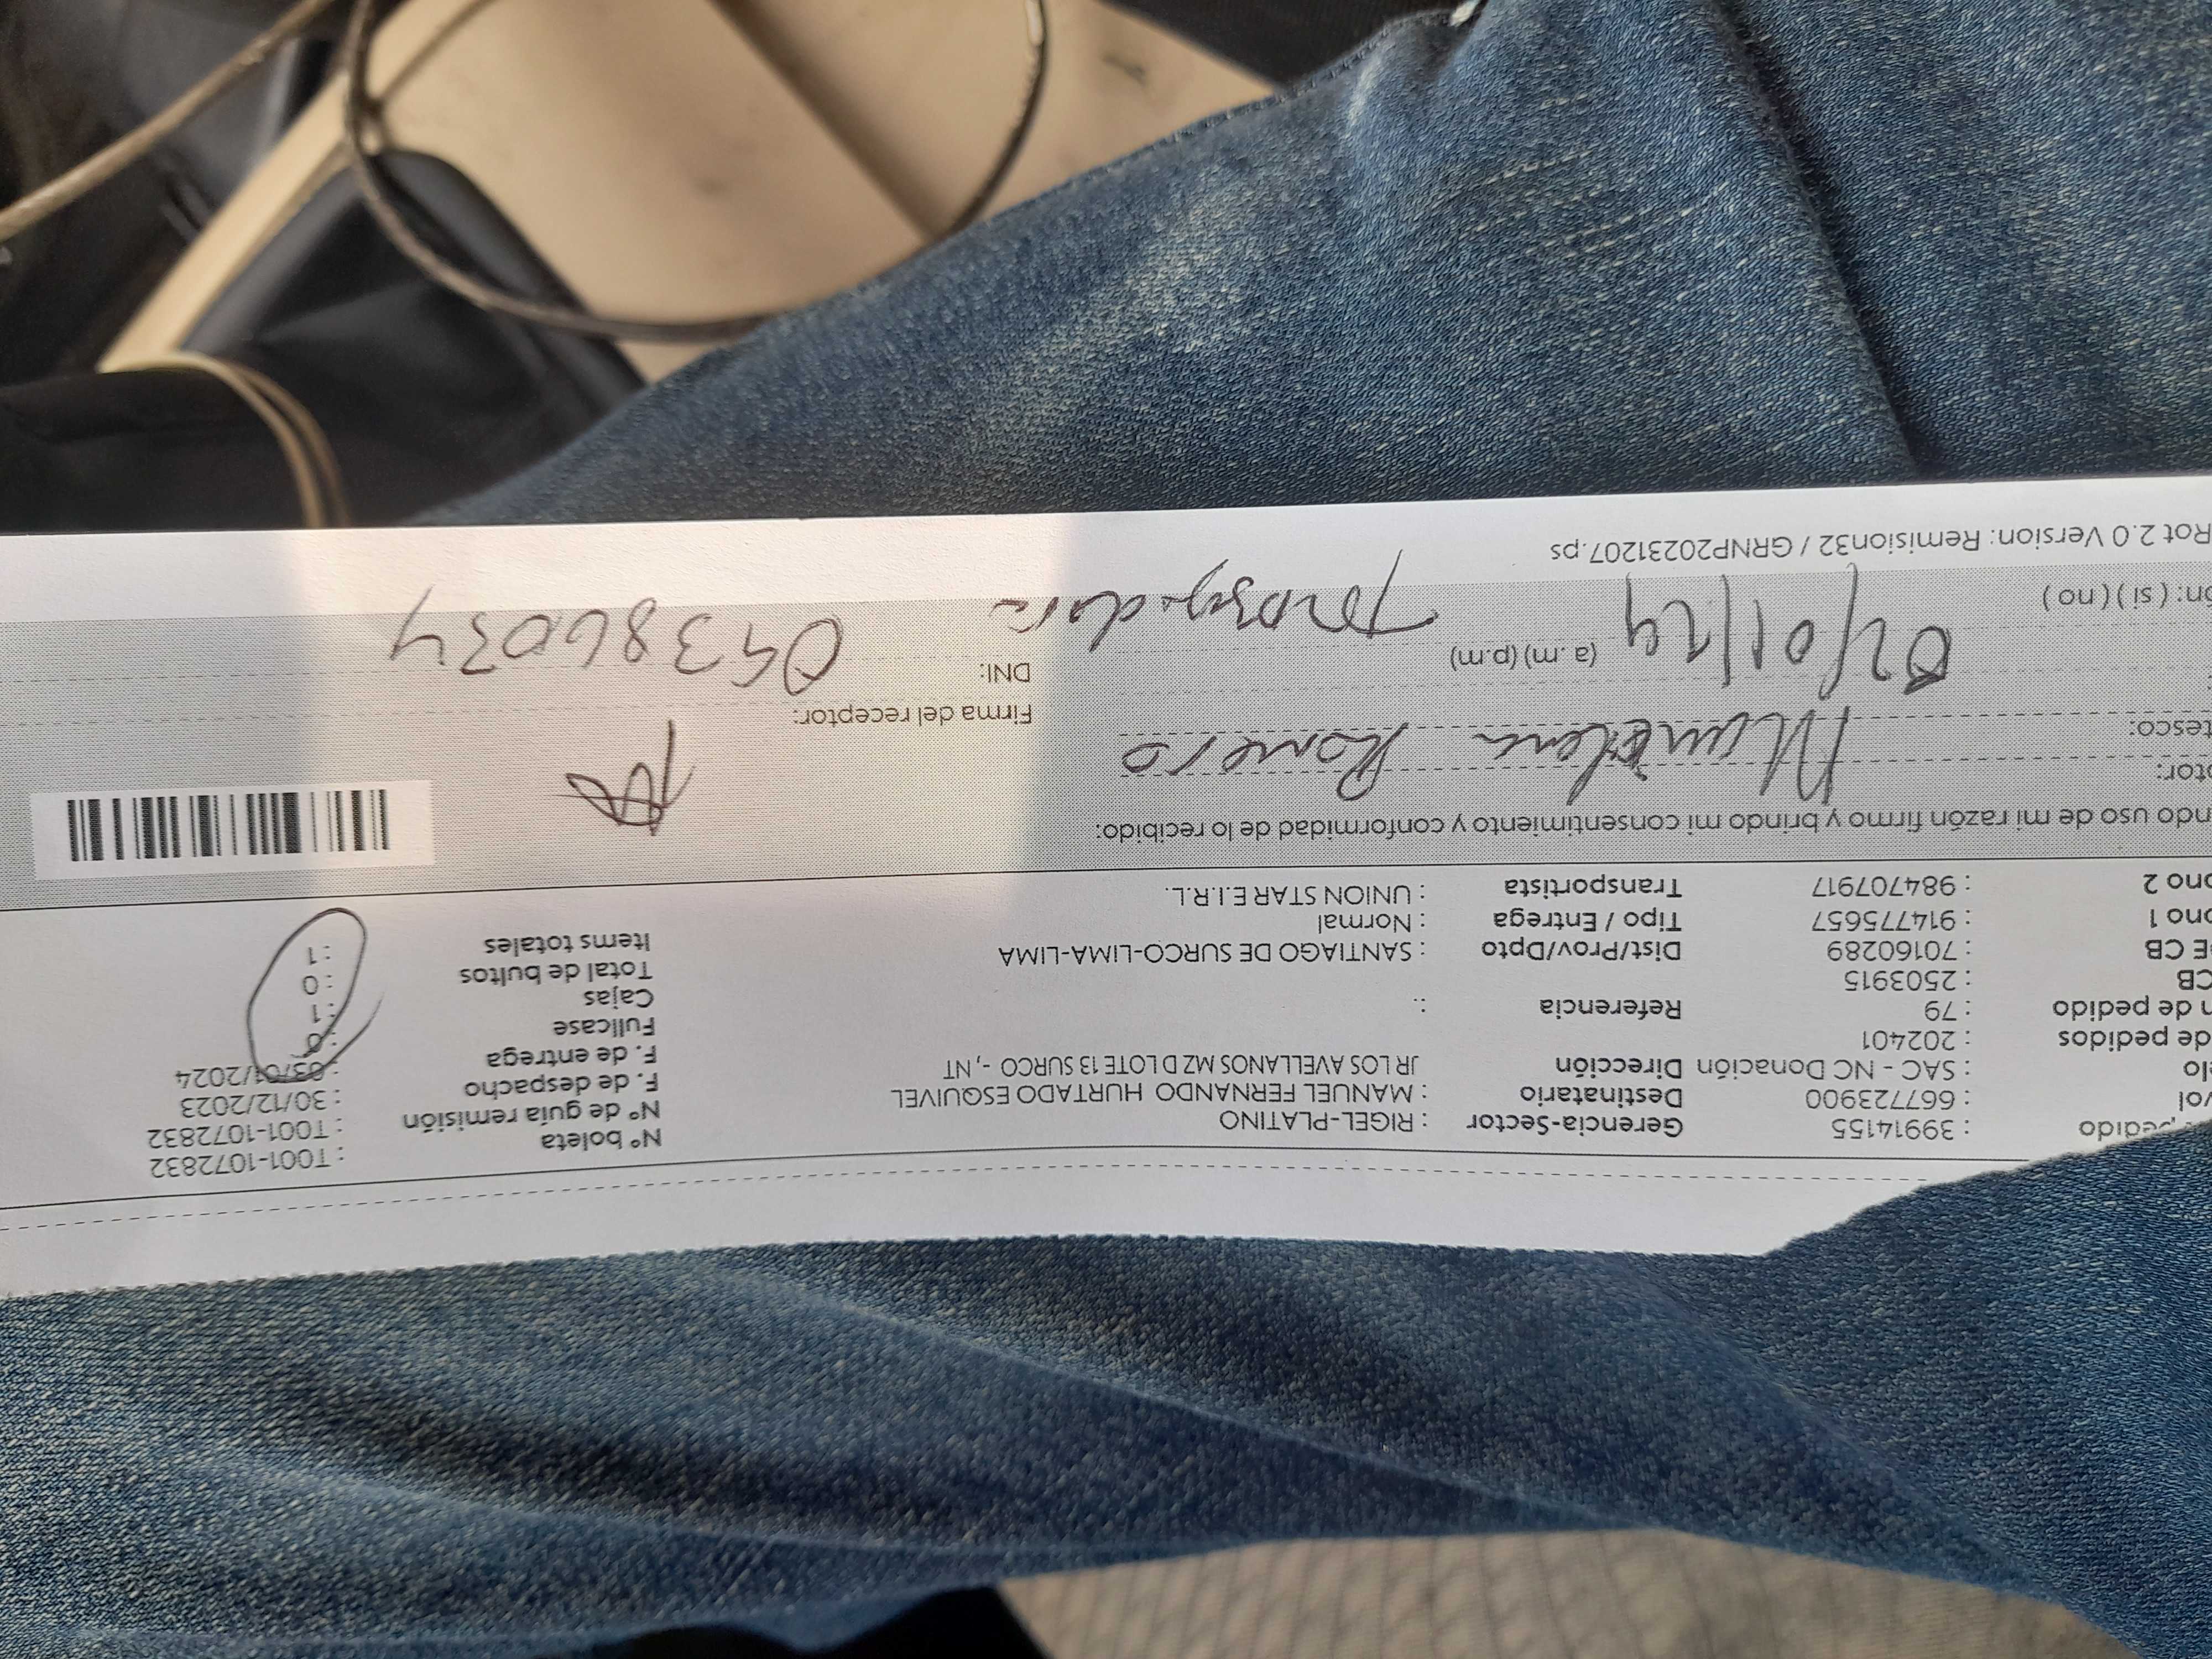 pedido : 39914155 Gerencia-Sector : RIGEL-PLATINO Nº boleta : T001-1072832
vol : 667723900 Destinatario : MANUEL FERNANDO HURTADO ESQUIVEL Nº de guia remisión : T001-1072832
elo : SAC - NC Donación Dirección JR LOS AVELLANOS MZ D LOTE 13 SURCO -, NT F. de despacho : 30/12/2023
de pedidos : 202401 F. de entrega : 03/01/2024
n de pedido : 79 Referencia : Fullcase : 0
CB : 2503915 Cajas : 1
E CB : 70160289 Dist/Prov/Dpto : SANTIAGO DE SURCO-LIMA-LIMA Total de bultos : 0
ono 1 : 914775657 Tipo / Entrega : Normal Items totales : 1
ono 2 : 984707917 Transportista : UNION STAR E.I.R.L.
ndo uso de mi razón firmo y brindo mi consentimiento y conformidad de lo recibido:
ptor: Romero
tesco: Firma del receptor:
: 02/01/24 (a.m) (p.m) DNI:
ón: ( si ) ( no )
Rot 2.0 Version: Remision32 / GRNP20231207.ps